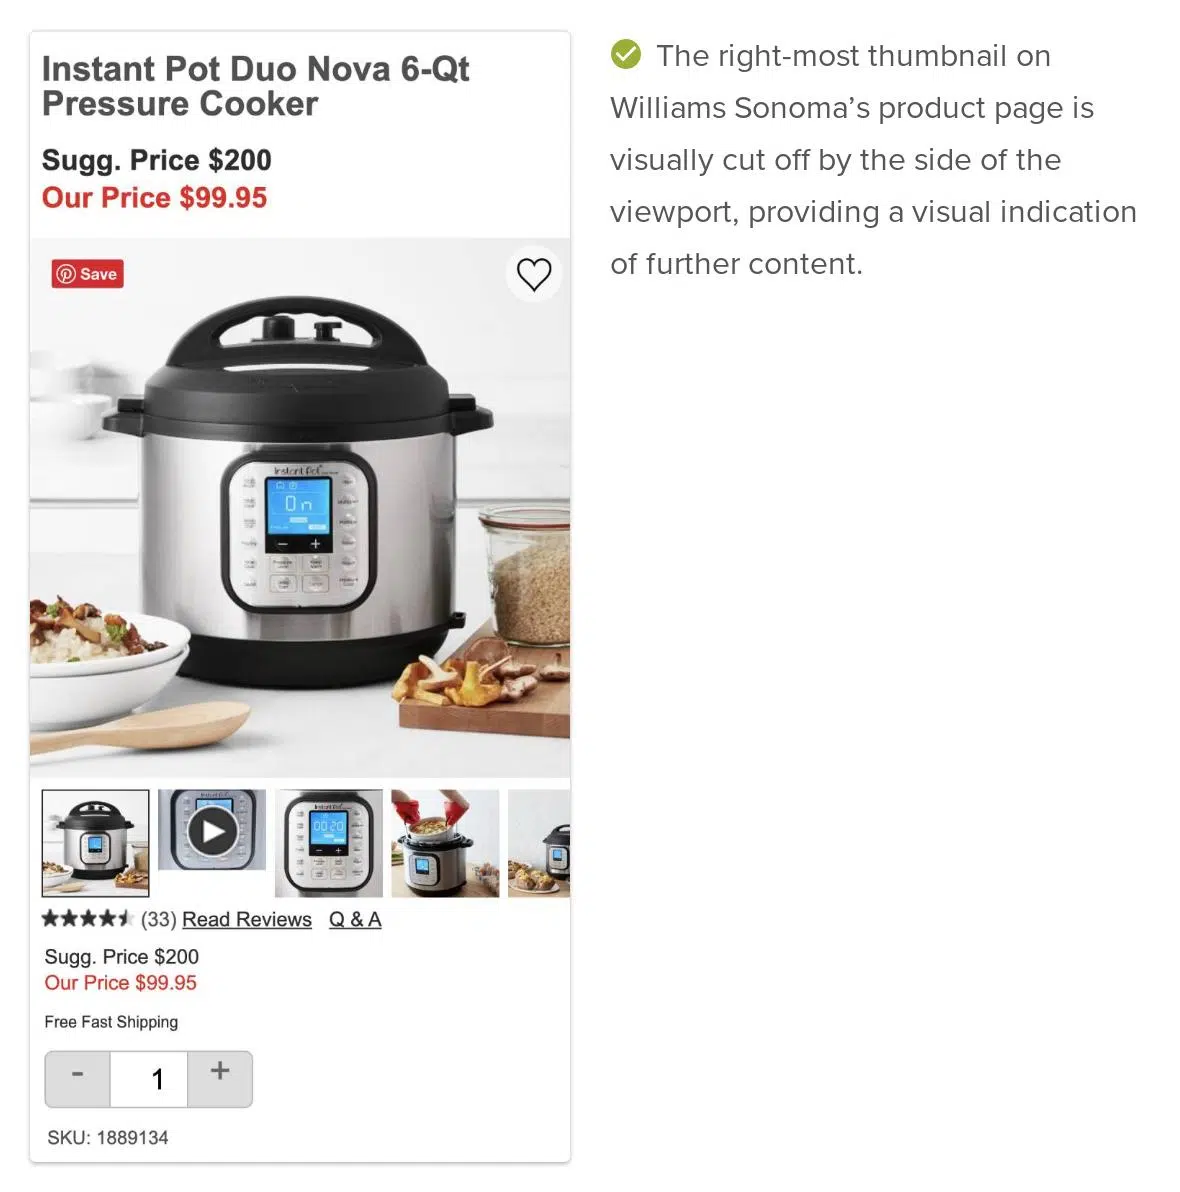 Instant Pot Duo Nova 6-Qt
Pressure Cooker
Sugg. Price $200
Our Price $99.95
Save
Instant Pot
On
Instant Pot
00:20
(33) Read Reviews Q & A
Sugg. Price $200
Our Price $99.95
Free Fast Shipping
- 1 +
SKU: 1889134
The right-most thumbnail on
Williams Sonoma’s product page is
visually cut off by the side of the
viewport, providing a visual indication
of further content.